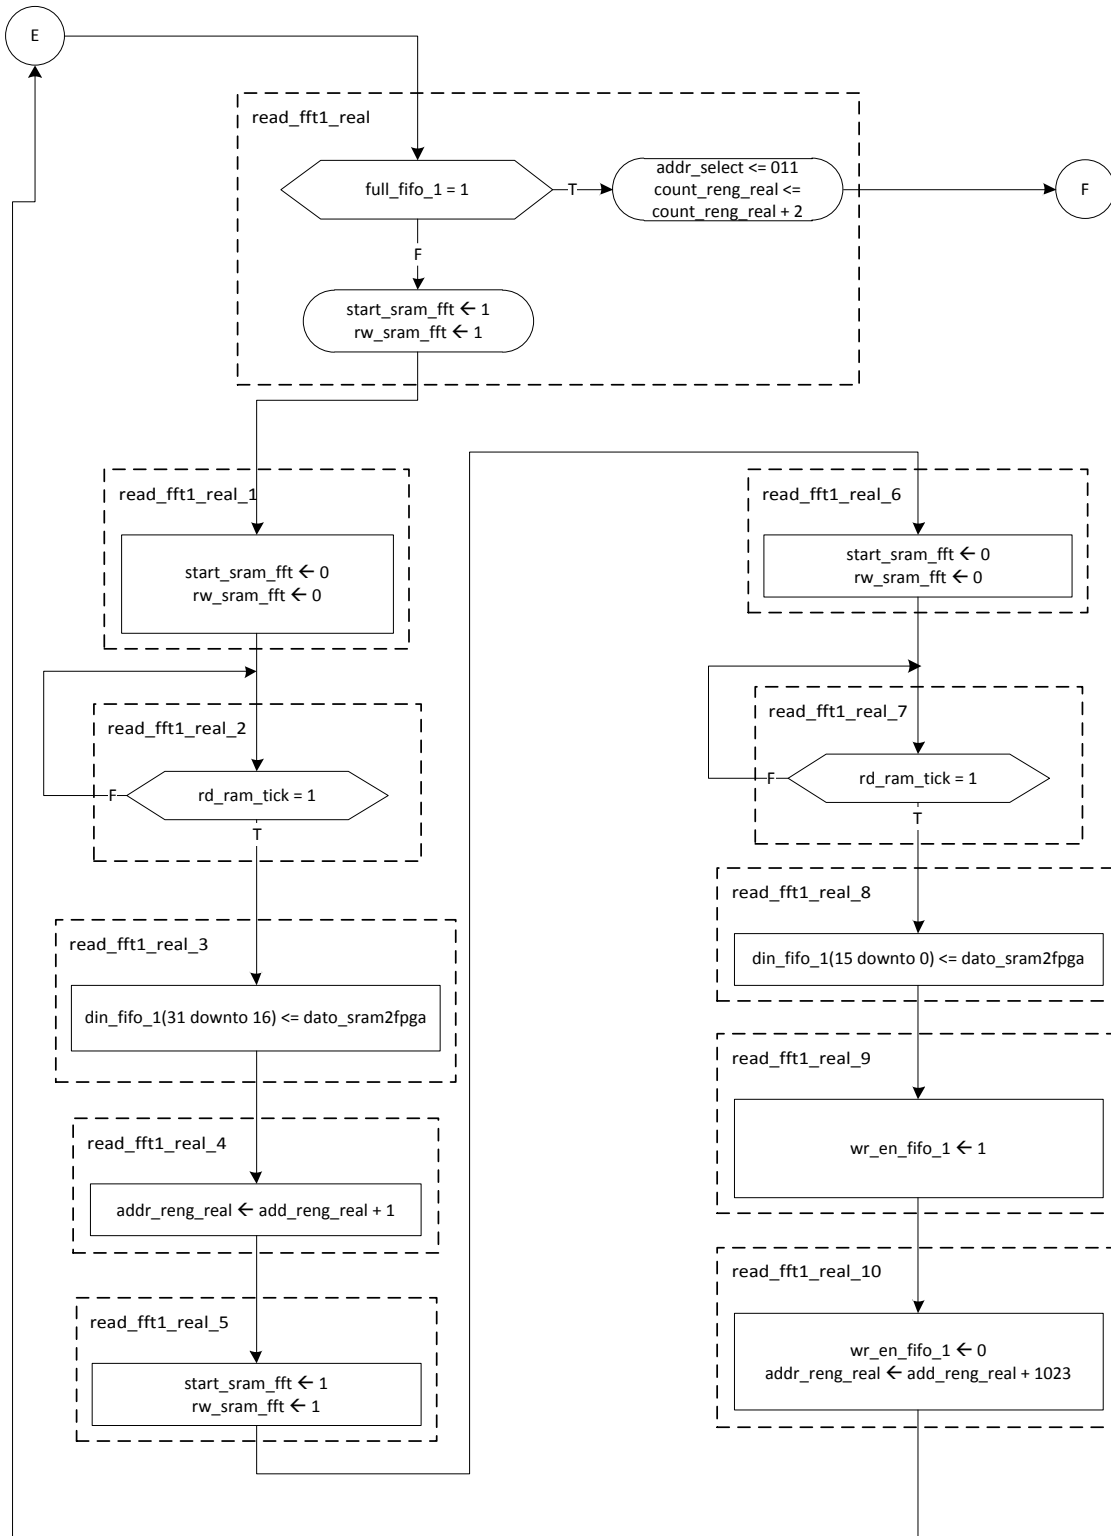 E
read_fft1_real
full_fifo_1 = 1
T
addr_select <= 011
count_reng_real <=
count_reng_real + 2
F
F
start_sram_fft ← 1
rw_sram_fft ← 1
read_fft1_real_1
start_sram_fft ← 0
rw_sram_fft ← 0
read_fft1_real_2
rd_ram_tick = 1
F
T
read_fft1_real_3
din_fifo_1(31 downto 16) <= dato_sram2fpga
read_fft1_real_4
addr_reng_real ← add_reng_real + 1
read_fft1_real_5
start_sram_fft ← 1
rw_sram_fft ← 1
read_fft1_real_6
start_sram_fft ← 0
rw_sram_fft ← 0
read_fft1_real_7
rd_ram_tick = 1
F
T
read_fft1_real_8
din_fifo_1(15 downto 0) <= dato_sram2fpga
read_fft1_real_9
wr_en_fifo_1 ← 1
read_fft1_real_10
wr_en_fifo_1 ← 0
addr_reng_real ← add_reng_real + 1023